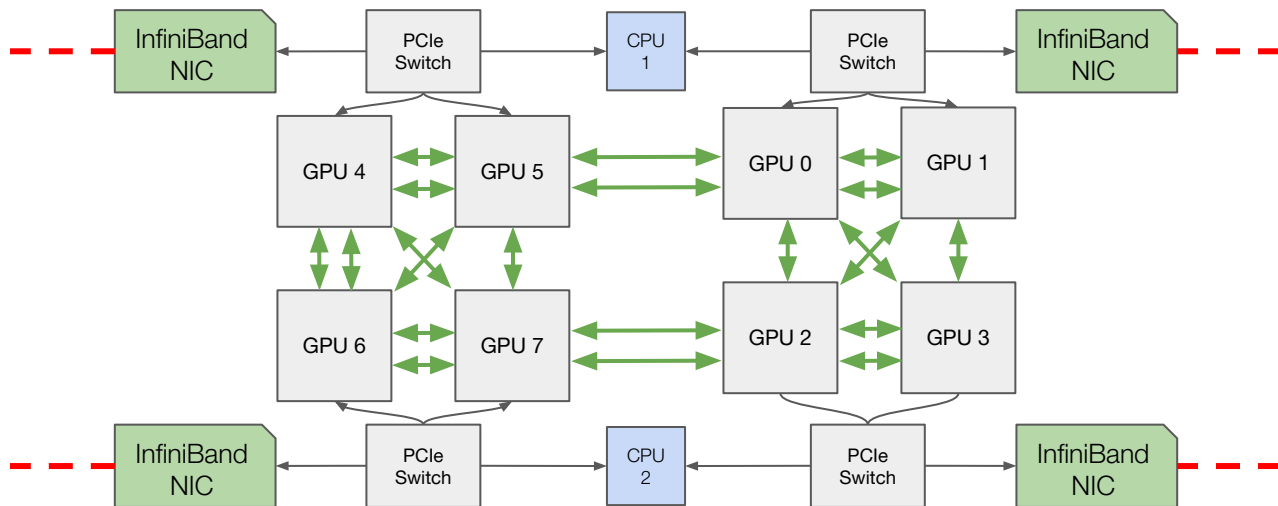 InfiniBand
NIC
PCIe
Switch
CPU
1
PCIe
Switch
InfiniBand
NIC
GPU 4
GPU 5
GPU 0
GPU 1
GPU 6
GPU 7
GPU 2
GPU 3
InfiniBand
NIC
PCIe
Switch
CPU
2
PCIe
Switch
InfiniBand
NIC